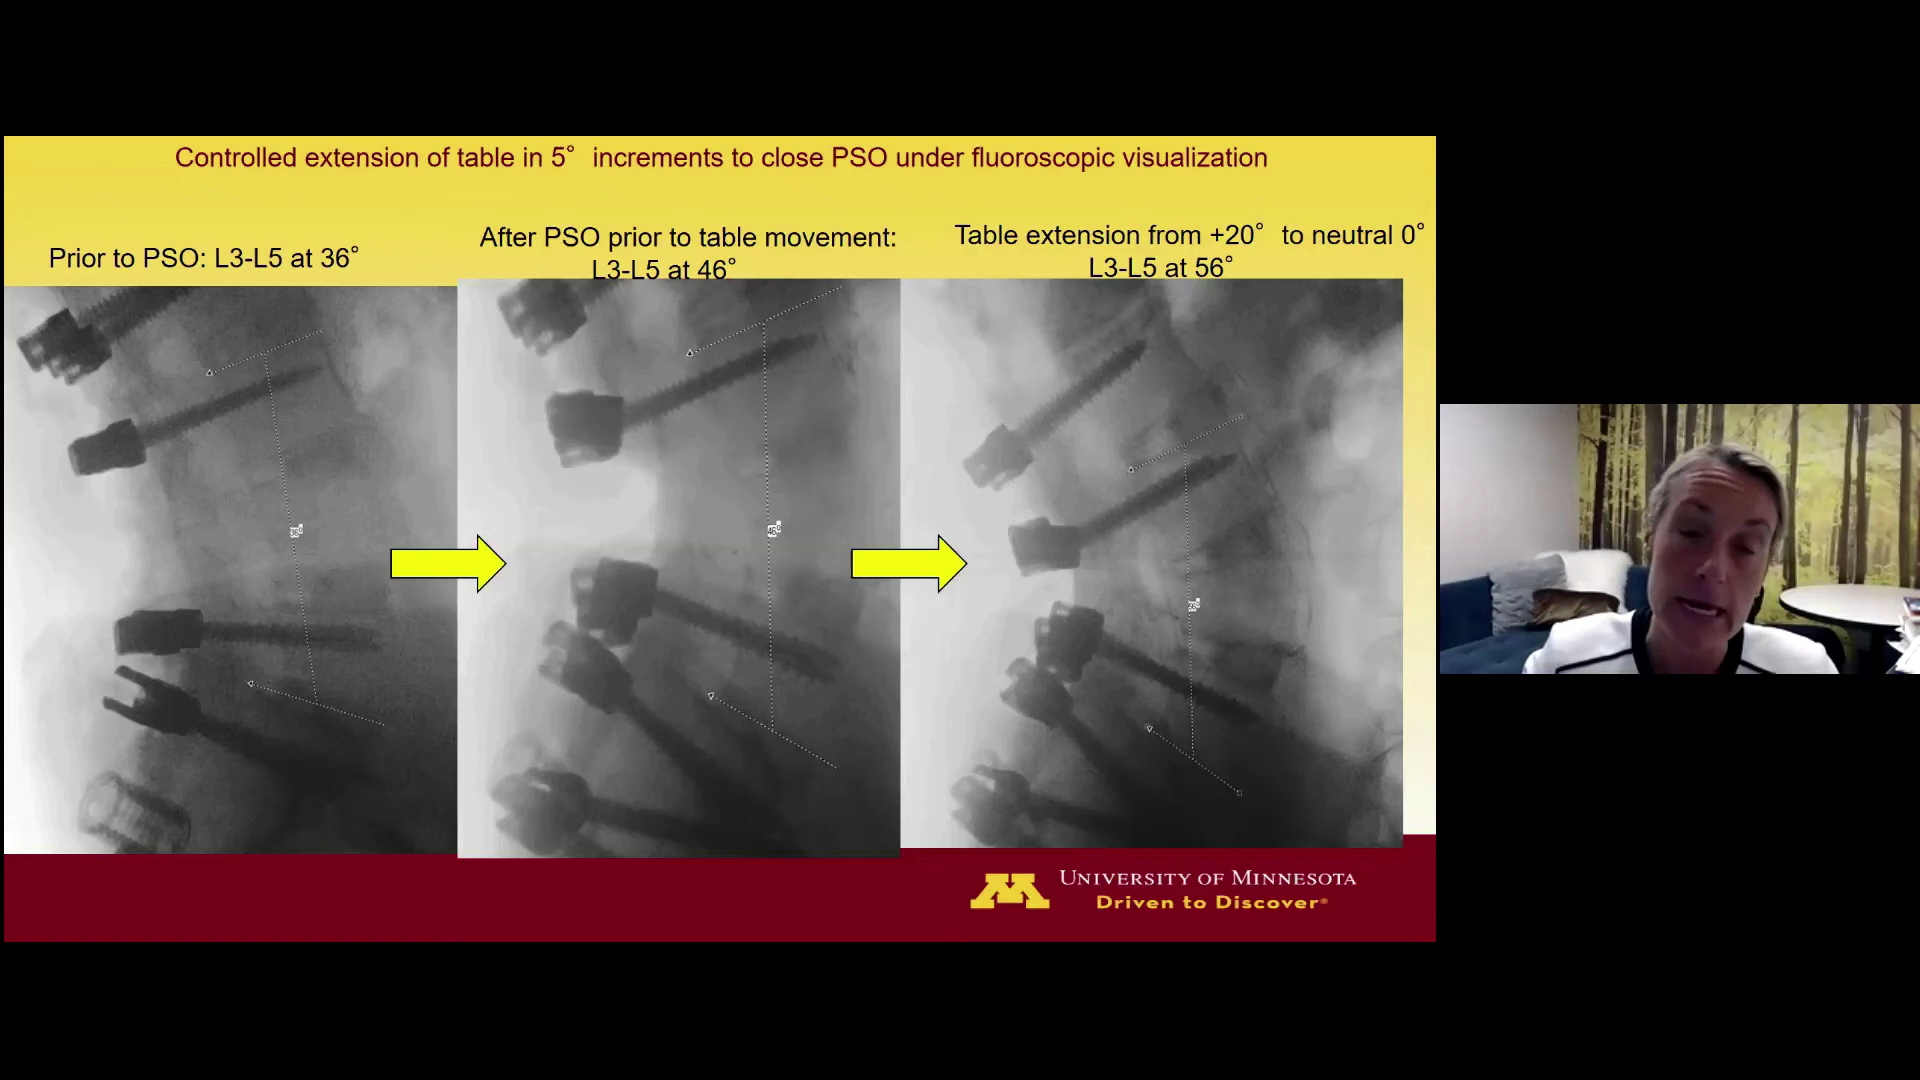 Controlled extension of table in 5° increments to close PSO under fluoroscopic visualization
Prior to PSO: L3-L5 at 36°
After PSO prior to table movement:
L3-L5 at 46°
Table extension from +20° to neutral 0°
L3-L5 at 56°
UNIVERSITY OF MINNESOTA
Driven to Discover®